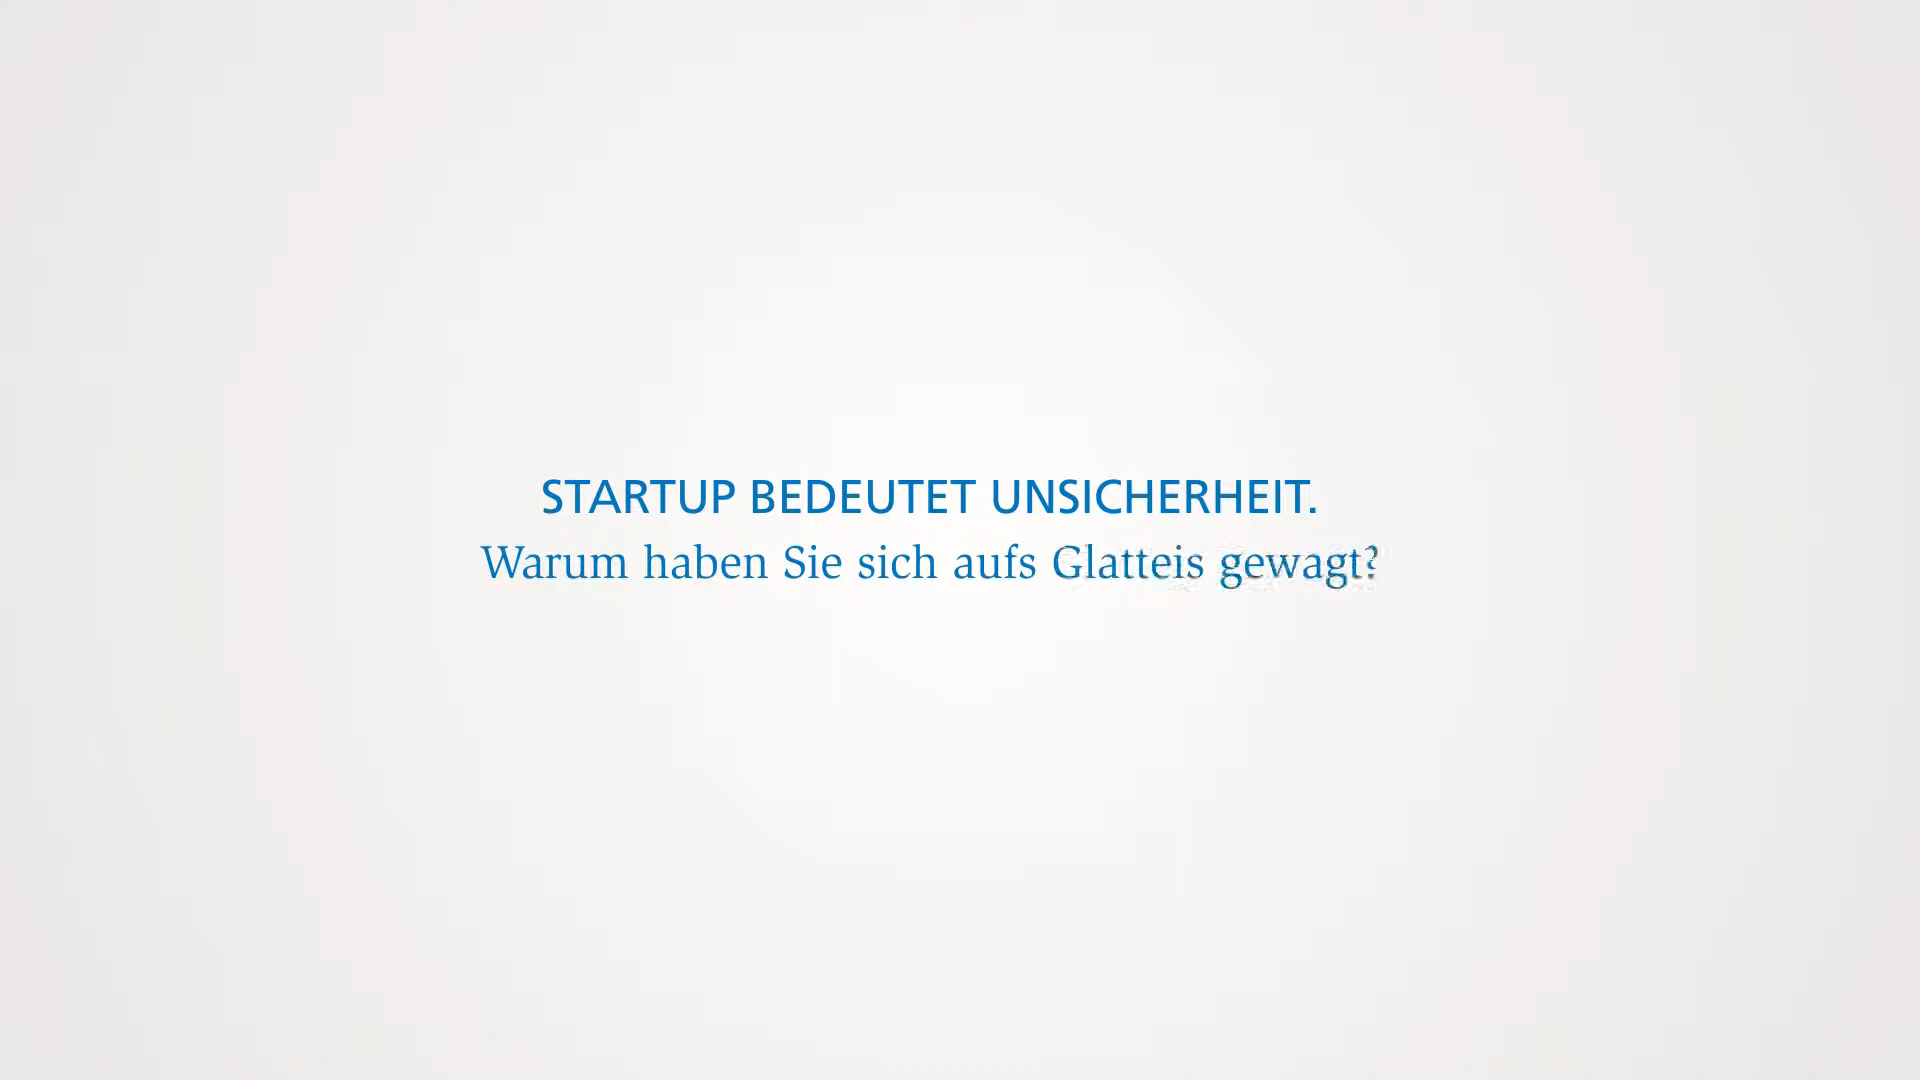 STARTUP BEDEUTET UNSICHERHEIT.
Warum haben Sie sich aufs Glatteis gewagt?